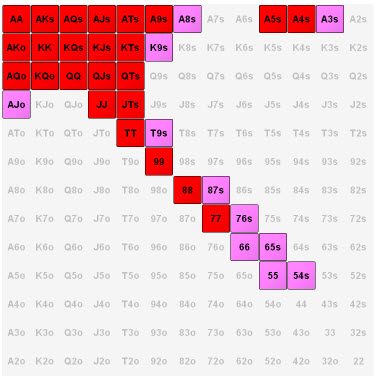 AA AKs AQs AJs ATs A9s A8s A7s A6s A5s A4s A3s A2s
AKo KK KQs KJs KTs K9s K8s K7s K6s K5s K4s K3s K2s
AQo KQo QQ QJs QTs Q9s Q8s Q7s Q6s Q5s Q4s Q3s Q2s
AJo KJo QJo JJ JTs J9s J8s J7s J6s J5s J4s J3s J2s
ATo KTo QTo JTo TT T9s T8s T7s T6s T5s T4s T3s T2s
A9o K9o Q9o J9o T9o 99 98s 97s 96s 95s 94s 93s 92s
A8o K8o Q8o J8o T8o 98o 88 87s 86s 85s 84s 83s 82s
A7o K7o Q7o J7o T7o 97o 87o 77 76s 75s 74s 73s 72s
A6o K6o Q6o J6o T6o 96o 86o 76o 66 65s 64s 63s 62s
A5o K5o Q5o J5o T5o 95o 85o 75o 65o 55 54s 53s 52s
A4o K4o Q4o J4o T4o 94o 84o 74o 64o 54o 44 43s 42s
A3o K3o Q3o J3o T3o 93o 83o 73o 63o 53o 43o 33 32s
A2o K2o Q2o J2o T2o 92o 82o 72o 62o 52o 42o 32o 22